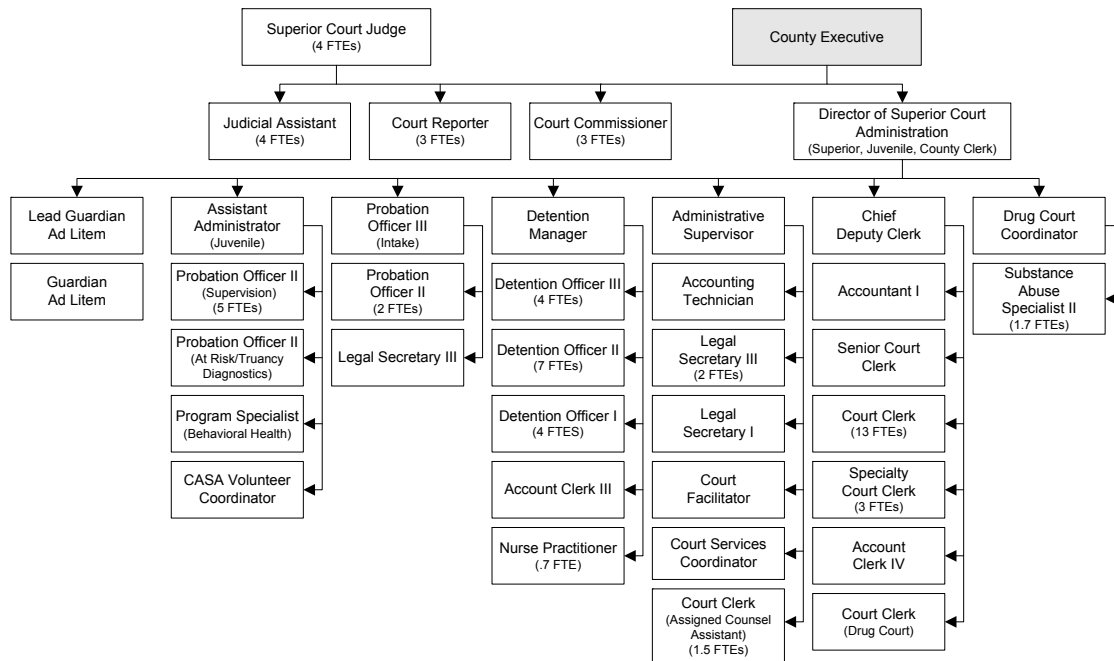 Superior Court Judge
(4 FTEs)
County Executive
Judicial Assistant
(4 FTEs)
Court Reporter
(3 FTEs)
Court Commissioner
(3 FTEs)
Director of Superior Court
Administration
(Superior, Juvenile, County Clerk)
Lead Guardian
Ad Litem
Guardian
Ad Litem
Assistant
Administrator
(Juvenile)
Probation Officer II
(Supervision)
(5 FTEs)
Probation Officer II
(At Risk/Truancy
Diagnostics)
Program Specialist
(Behavioral Health)
CASA Volunteer
Coordinator
Probation
Officer III
(Intake)
Probation
Officer II
(2 FTEs)
Legal Secretary III
Detention
Manager
Detention Officer III
(4 FTEs)
Detention Officer II
(7 FTEs)
Detention Officer I
(4 FTES)
Account Clerk III
Nurse Practitioner
(.7 FTE)
Administrative
Supervisor
Accounting
Technician
Legal
Secretary III
(2 FTEs)
Legal
Secretary I
Court
Facilitator
Court Services
Coordinator
Court Clerk
(Assigned Counsel
Assistant)
(1.5 FTEs)
Chief
Deputy Clerk
Accountant I
Senior Court
Clerk
Court Clerk
(13 FTEs)
Specialty
Court Clerk
(3 FTEs)
Account
Clerk IV
Court Clerk
(Drug Court)
Drug Court
Coordinator
Substance
Abuse
Specialist II
(1.7 FTEs)